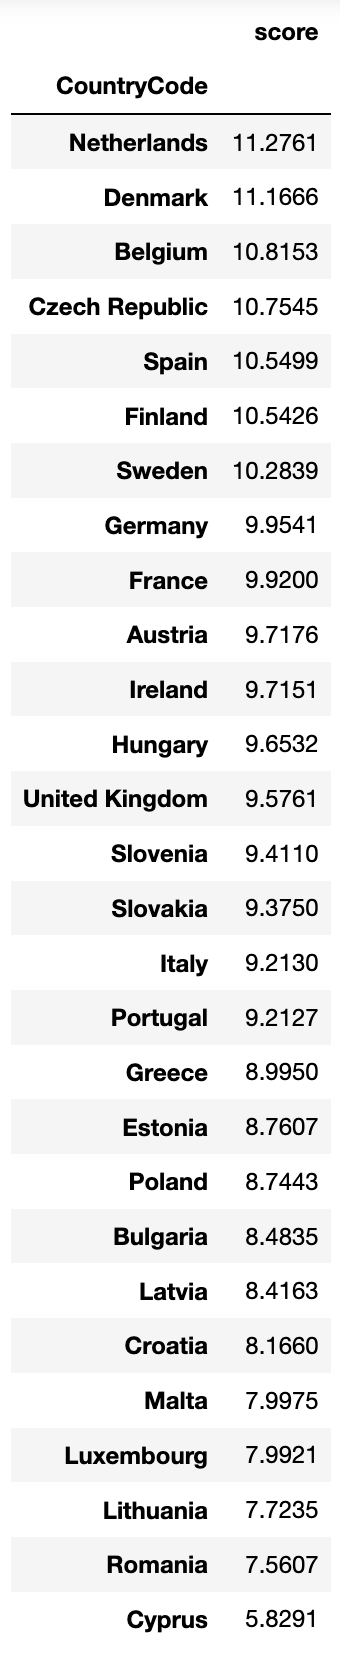 score
CountryCode
Netherlands 11.2761
Denmark 11.1666
Belgium 10.8153
Czech Republic 10.7545
Spain 10.5499
Finland 10.5426
Sweden 10.2839
Germany 9.9541
France 9.9200
Austria 9.7176
Ireland 9.7151
Hungary 9.6532
United Kingdom 9.5761
Slovenia 9.4110
Slovakia 9.3750
Italy 9.2130
Portugal 9.2127
Greece 8.9950
Estonia 8.7607
Poland 8.7443
Bulgaria 8.4835
Latvia 8.4163
Croatia 8.1660
Malta 7.9975
Luxembourg 7.9921
Lithuania 7.7235
Romania 7.5607
Cyprus 5.8291